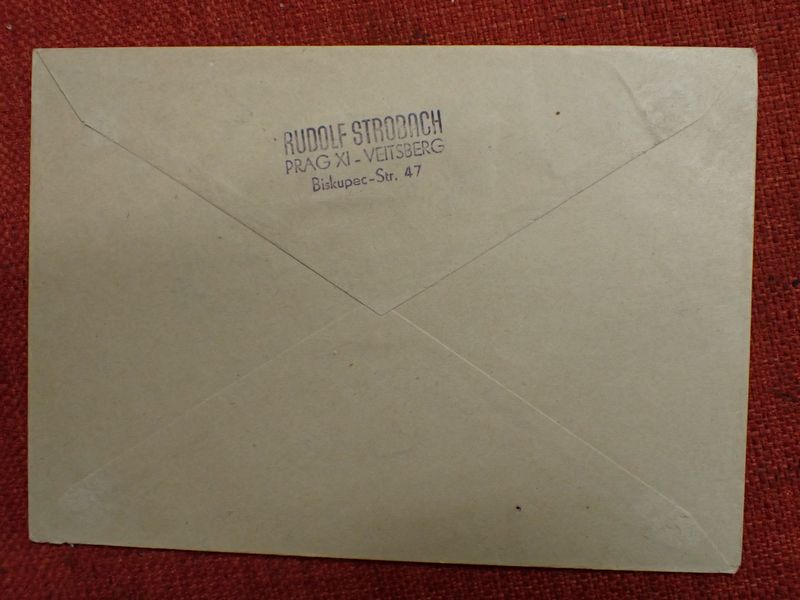 RUDOLF STROBACH
PRAG XI - VEITSBERG
Biskupec-Str. 47